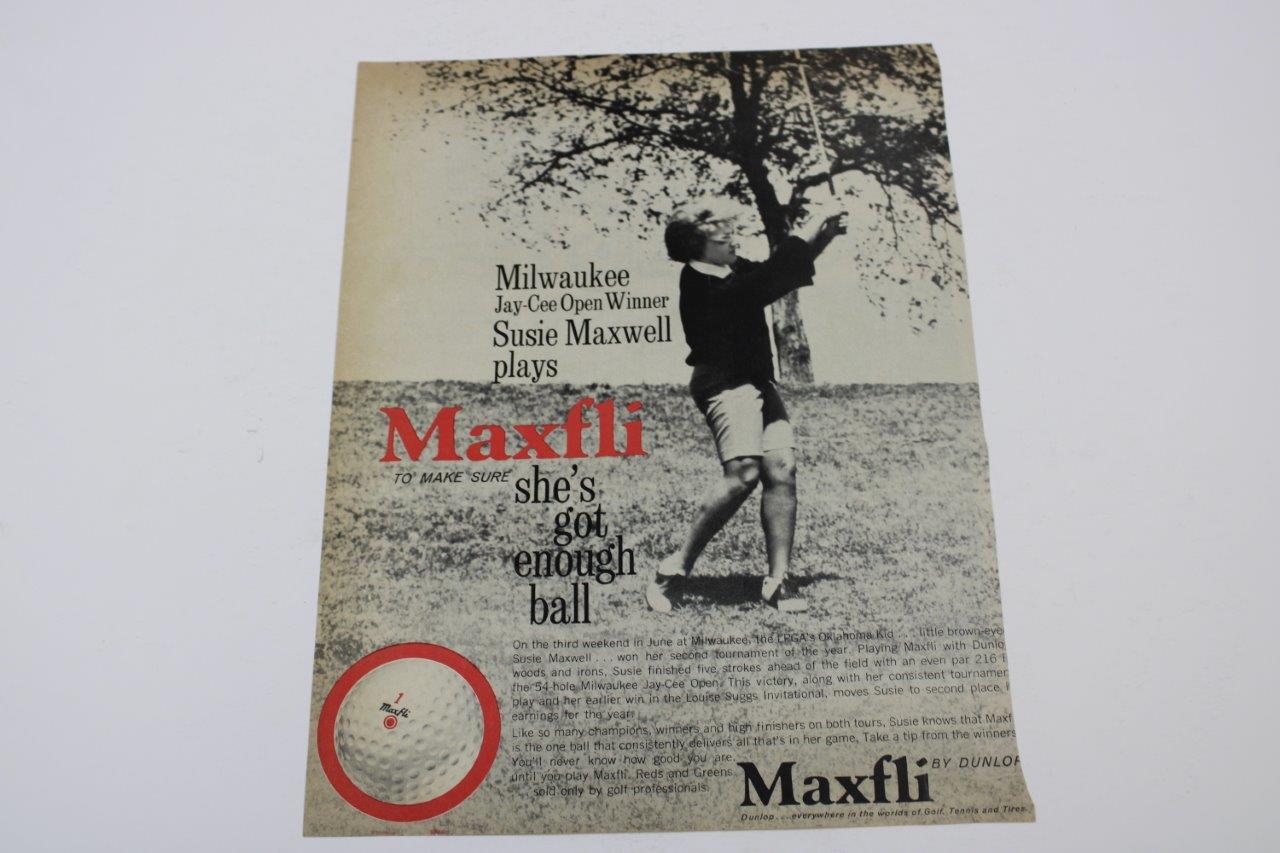 Milwaukee
Jay-Cee Open Winner
Susie Maxwell
plays
Maxfli
TO MAKE SURE she's
got
enough
ball
On the third weekend in June at Milwaukee, the LPGA's Oklahoma Kid . . . little brown-eye
Susie Maxwell . . . won her second tournament of the year. Playing Maxfli with Dunlo
woods and irons, Susie finished five strokes ahead of the field with an even par 216 f
the 54-hole Milwaukee Jay-Cee Open. This victory, along with her consistent tournamen
play and her earlier win in the Louise Suggs Invitational, moves Susie to second place i
earnings for the year.
Like so many champions, winners and high finishers on both tours, Susie knows that Maxf
is the one ball that consistently delivers all that's in her game. Take a tip from the winners
You'll never know how good you are.
until you play Maxfli. Reds and Greens
sold only by golf professionals.
1
Maxfli
Maxfli BY DUNLOP
Dunlop . . . everywhere in the worlds of Golf, Tennis and Tires.